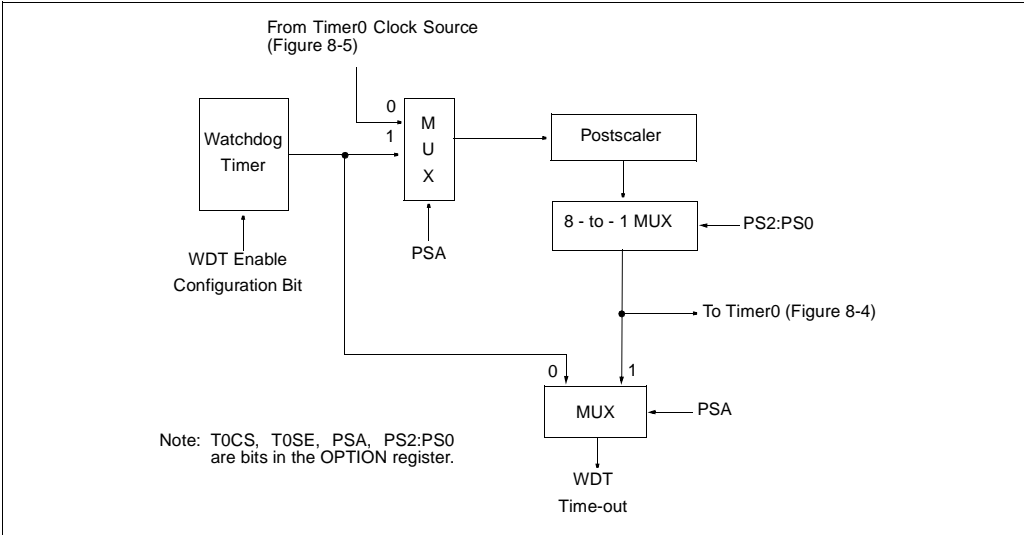 From Timer0 Clock Source
(Figure 8-5)
0
1
M
U
X
Watchdog
Timer
Postscaler
8 - to - 1 MUX
PS2:PS0
PSA
WDT Enable
Configuration Bit
To Timer0 (Figure 8-4)
0
1
MUX
PSA
Note: T0CS, T0SE, PSA, PS2:PS0
are bits in the OPTION register.
WDT
Time-out